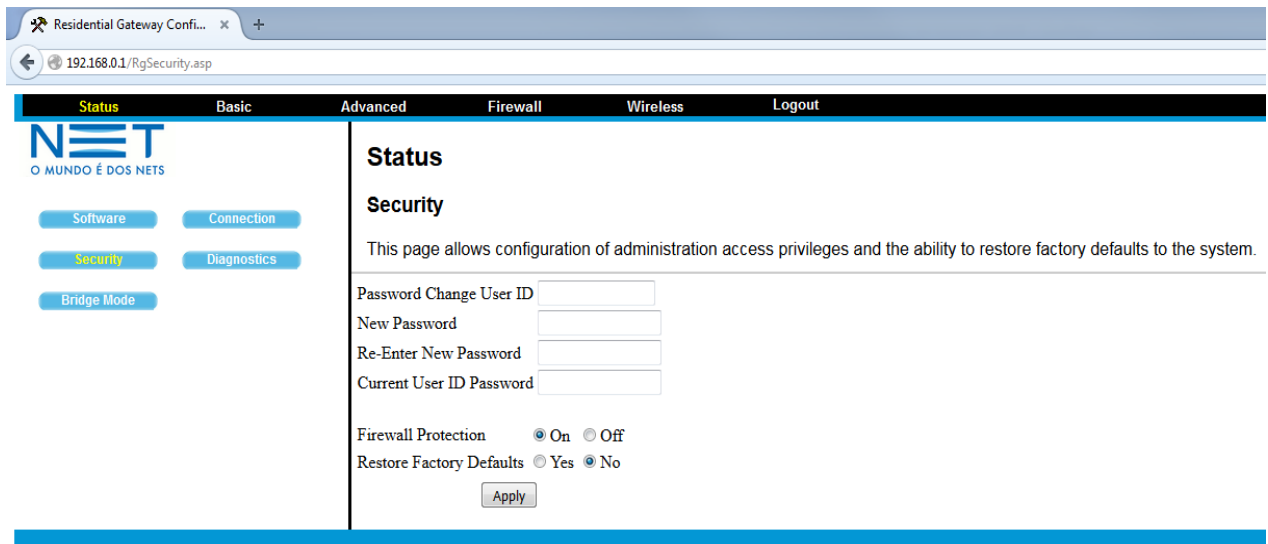 Residential Gateway Confi...
192.168.0.1/RgSecurity.asp
Status Basic Advanced Firewall Wireless Logout
NET
O MUNDO É DOS NETS
Software Connection
Security Diagnostics
Bridge Mode
Status
Security
This page allows configuration of administration access privileges and the ability to restore factory defaults to the system.
Password Change User ID
New Password
Re-Enter New Password
Current User ID Password
Firewall Protection On Off
Restore Factory Defaults Yes No
Apply